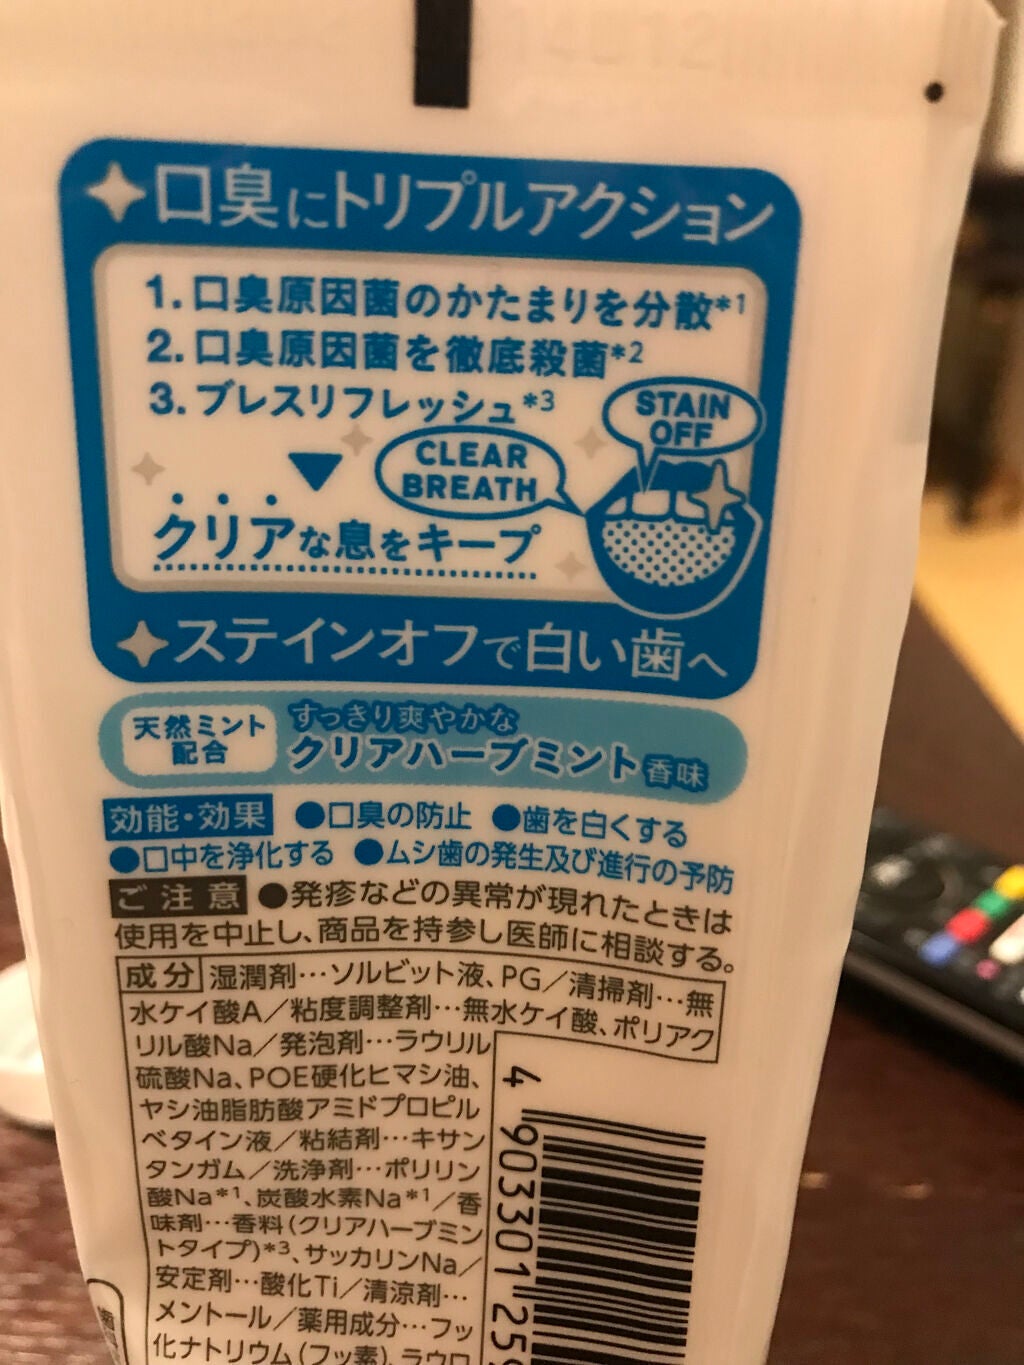 口臭にトリプルアクション
1.口臭原因菌のかたまりを分散*1
2.口臭原因菌を徹底殺菌*2
3.ブレスリフレッシュ*3
STAIN
OFF
CLEAR
BREATH
クリアな息をキープ
ステインオフで白い歯へ
天然ミント
配合
すっきり爽やかな
クリアハーブミント香味
効能・効果 ●口臭の防止 ●歯を白くする
●口中を浄化する ●ムシ歯の発生及び進行の予防
ご注意 ●発疹などの異常が現れたときは
使用を中止し、商品を持参し医師に相談する。
成分 湿潤剤…ソルビット液、PG／清掃剤…無
水ケイ酸A／粘度調整剤…無水ケイ酸、ポリアク
リル酸Na／発泡剤…ラウリル
硫酸Na、POE硬化ヒマシ油、
ヤシ油脂肪酸アミドプロピル
ベタイン液／粘結剤…キサン
タンガム／洗浄剤…ポリリン
酸Na*1、炭酸水素Na*1／香
味剤…香料(クリアハーブミン
トタイプ)*3、サッカリンNa／
安定剤…酸化Ti／清涼剤…
メントール／薬用成分…フッ
化ナトリウム(フッ素)、ラウロ
4 903301 25